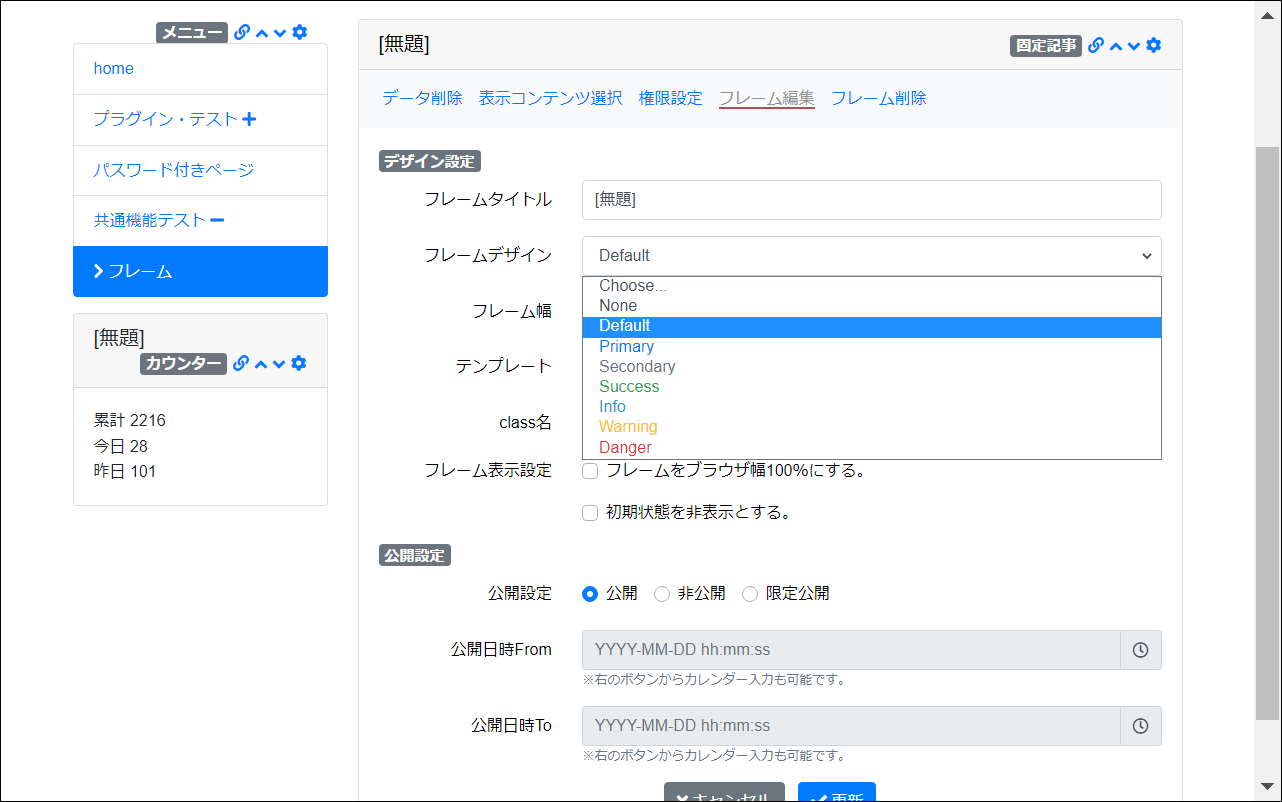 メニュー
home
プラグイン・テスト
パスワード付きページ
共通機能テスト
フレーム
[無題]
カウンター
累計 2216
今日 28
昨日 101
[無題]
固定記事
データ削除 表示コンテンツ選択 権限設定 フレーム編集 フレーム削除
デザイン設定
フレームタイトル
[無題]
フレームデザイン
Default
Choose...
None
Default
Primary
Secondary
Success
Info
Warning
Danger
フレーム幅
テンプレート
class名
フレーム表示設定
フレームをブラウザ幅100%にする。
初期状態を非表示とする。
公開設定
公開設定
公開 非公開 限定公開
公開日時From
YYYY-MM-DD hh:mm:ss
※右のボタンからカレンダー入力も可能です。
公開日時To
YYYY-MM-DD hh:mm:ss
※右のボタンからカレンダー入力も可能です。
キャンセル 更新